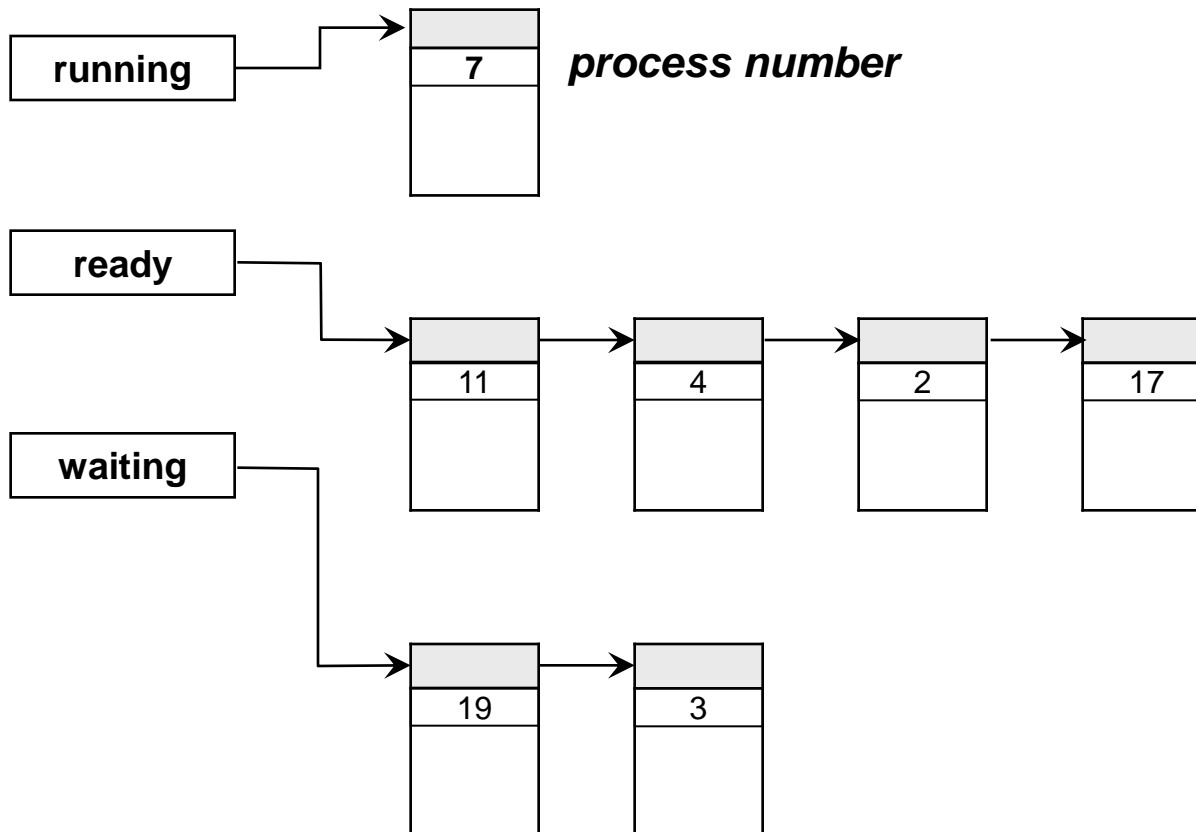 running
7
process number
ready
11 4 2 17
waiting
19 3